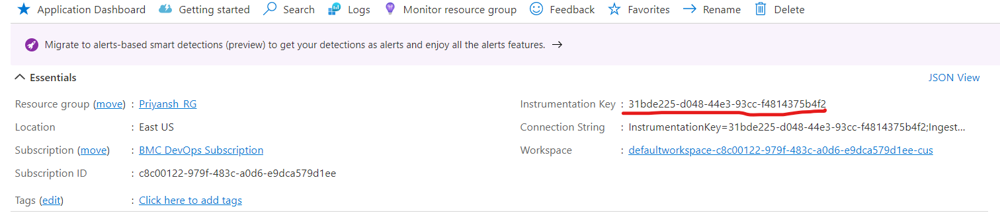 Application Dashboard Getting started Search Logs Monitor resource group Feedback Favorites Rename Delete
Migrate to alerts-based smart detections (preview) to get your detections as alerts and enjoy all the alerts features. →
Essentials JSON View
Resource group (move) : Priyansh_RG Instrumentation Key : 31bde225-d048-44e3-93cc-f4814375b4f2
Location : East US Connection String : InstrumentationKey=31bde225-d048-44e3-93cc-f4814375b4f2;Ingest...
Subscription (move) : BMC DevOps Subscription Workspace : defaultworkspace-c8c00122-979f-483c-a0d6-e9dca579d1ee-cus
Subscription ID : c8c00122-979f-483c-a0d6-e9dca579d1ee
Tags (edit) : Click here to add tags